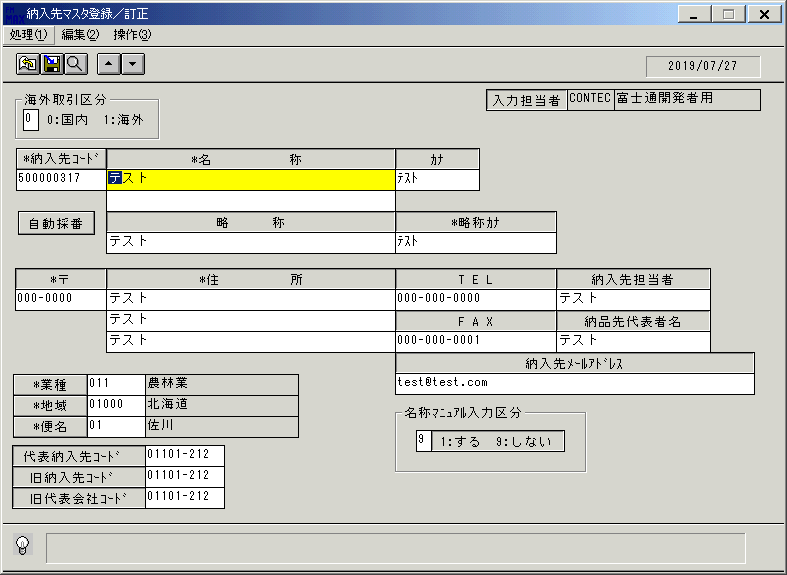 納入先マスタ登録／訂正
処理(1) 編集(2) 操作(3)
2019/07/27
海外取引区分
0 0:国内 1:海外
入力担当者 CONTEC 富士通開発者用
*納入先ｺｰﾄﾞ *名 称 ｶﾅ
500000317 テスト ﾃｽﾄ
自動採番 略 称 *略称ｶﾅ
テスト ﾃｽﾄ
*〒 *住 所 TEL 納入先担当者
000-0000 テスト 000-000-0000 テスト
テスト FAX 納品先代表者名
テスト 000-000-0001 テスト
納入先ﾒｰﾙｱﾄﾞﾚｽ
test@test.com
*業種 011 農林業
*地域 01000 北海道
*便名 01 佐川
名称ﾏﾆｭｱﾙ入力区分
9 1:する 9:しない
代表納入先ｺｰﾄﾞ 01101-212
旧納入先ｺｰﾄﾞ 01101-212
旧代表会社ｺｰﾄﾞ 01101-212